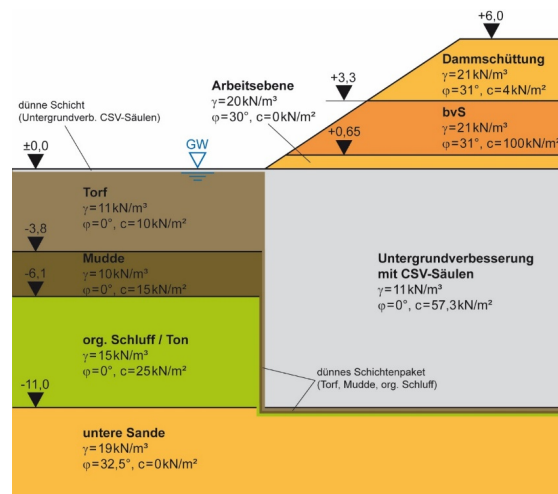 +6,0
Dammschüttung
γ=21kN/m³
φ=31°, c=4kN/m²
+3,3
bvS
γ=21kN/m³
φ=31°, c=100kN/m²
Arbeitsebene
γ=20kN/m³
φ=30°, c=0kN/m²
+0,65
dünne Schicht
(Untergrundverb. CSV-Säulen)
±0,0
GW
Torf
γ=11kN/m³
φ=0°, c=10kN/m²
-3,8
Mudde
γ=10kN/m³
φ=0°, c=15kN/m²
-6,1
org. Schluff / Ton
γ=15kN/m³
φ=0°, c=25kN/m²
-11,0
untere Sande
γ=19kN/m³
φ=32,5°, c=0kN/m²
Untergrundverbesserung
mit CSV-Säulen
γ=11kN/m³
φ=0°, c=57,3kN/m²
dünnes Schichtenpaket
(Torf, Mudde, org. Schluff)